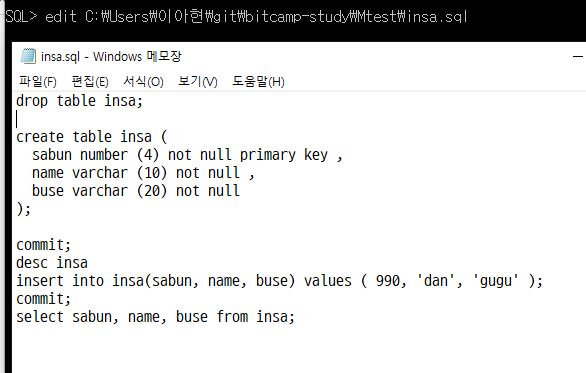 SQL> edit C:₩Users₩이아현₩git₩bitcamp-study₩Mtest₩insa.sql
insa.sql - Windows 메모장
파일(F) 편집(E) 서식(O) 보기(V) 도움말(H)
drop table insa;
create table insa (
sabun number (4) not null primary key ,
name varchar (10) not null ,
buse varchar (20) not null
);
commit;
desc insa
insert into insa(sabun, name, buse) values ( 990, 'dan', 'gugu' );
commit;
select sabun, name, buse from insa;